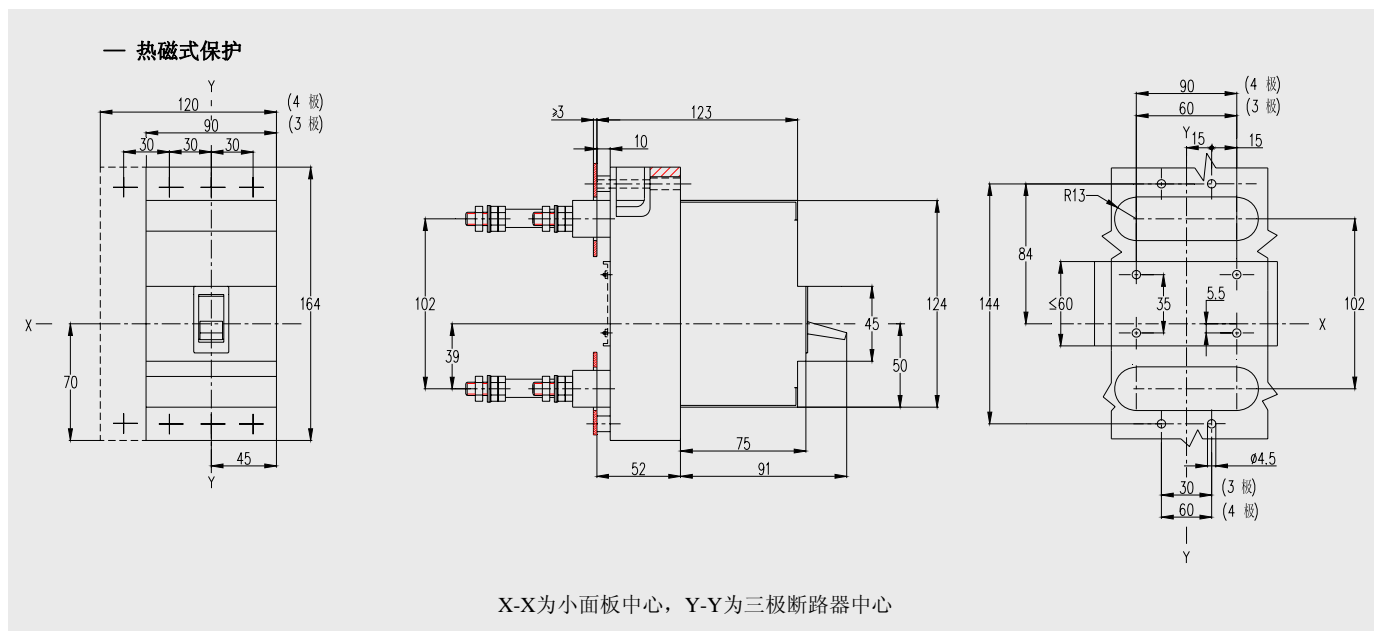 — 热磁式保护
Y
120 (4 极)
90 (3 极)
30 30 30
X
164
70
45
Y
≥3 123
10
102
39
124
45
50
75
52 91
90 (4 极)
60 (3 极)
Y 15 15
R13
84
144
≤60
35
5.5
102
X
ø4.5
30 (3 极)
60 (4 极)
Y
X-X为小面板中心，Y-Y为三极断路器中心